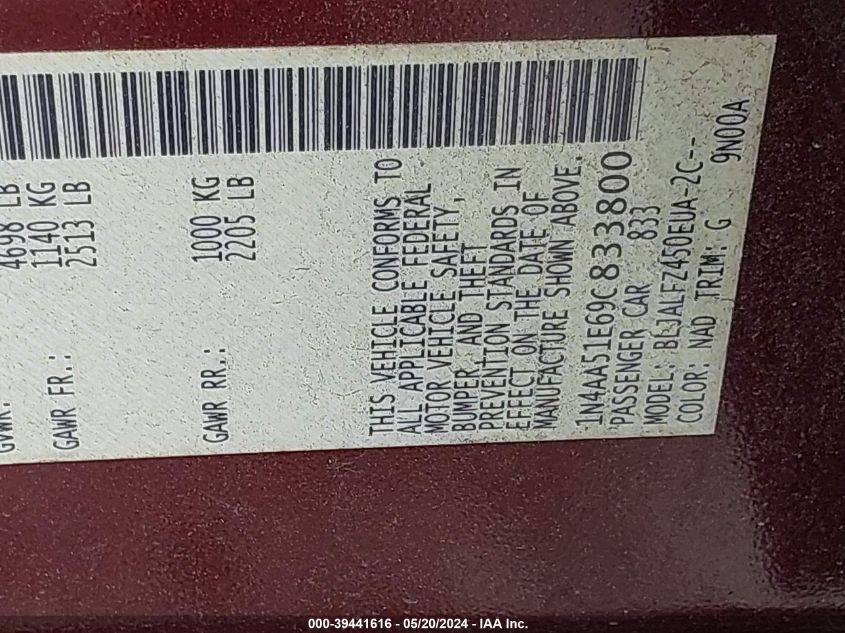 4698 LB
GAWR FR.: 1140 KG
2513 LB
GAWR RR.: 1000 KG
2205 LB
THIS VEHICLE CONFORMS TO
ALL APPLICABLE FEDERAL
MOTOR VEHICLE SAFETY,
BUMPER, AND THEFT
PREVENTION STANDARDS IN
EFFECT ON THE DATE OF
MANUFACTURE SHOWN ABOVE.
1N4AA51E69C833800
PASSENGER CAR 833
MODEL: BLJALFZ450EUA-2C--
COLOR: NAD TRIM: G 9N00A
000-39441616 - 05/20/2024 - IAA Inc.